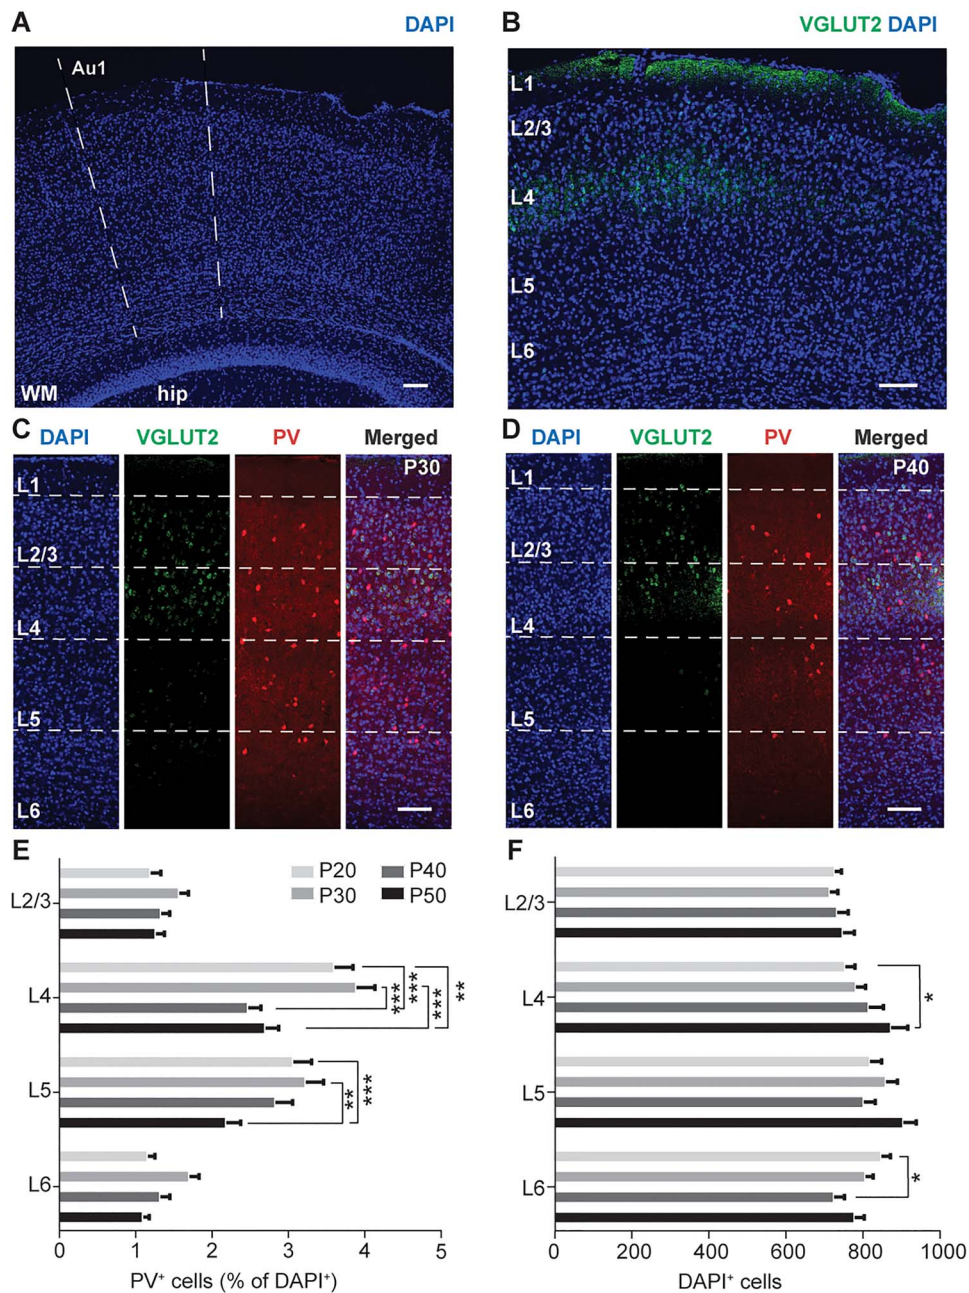 A DAPI
Au1
WM hip
B VGLUT2 DAPI
L1
L2/3
L4
L5
L6
C DAPI VGLUT2 PV Merged
P30
L1
L2/3
L4
L5
L6
D DAPI VGLUT2 PV Merged
P40
L1
L2/3
L4
L5
L6
E
P20 P40
P30 P50
L2/3
L4
*** *** *** **
L5
** ***
L6
0 1 2 3 4 5
PV⁺ cells (% of DAPI⁺)
F
L2/3
L4
*
L5
L6
*
0 200 400 600 800 1000
DAPI⁺ cells